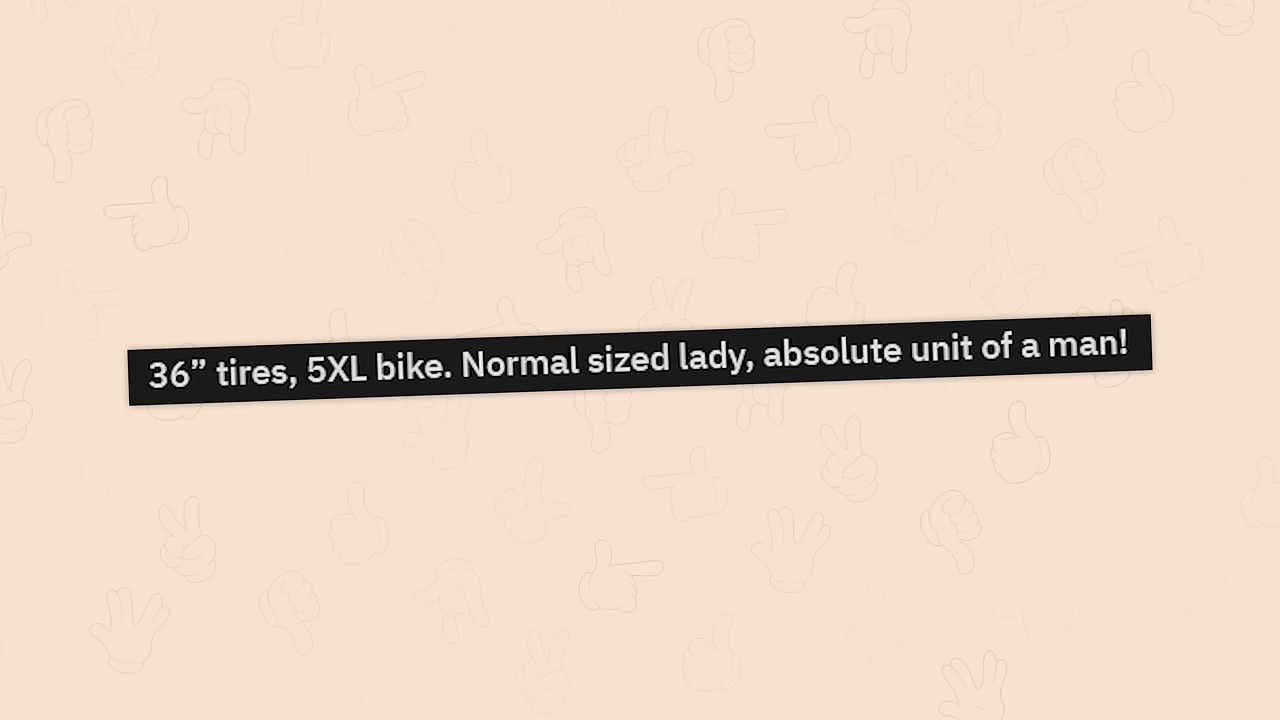 36” tires, 5XL bike. Normal sized lady, absolute unit of a man!